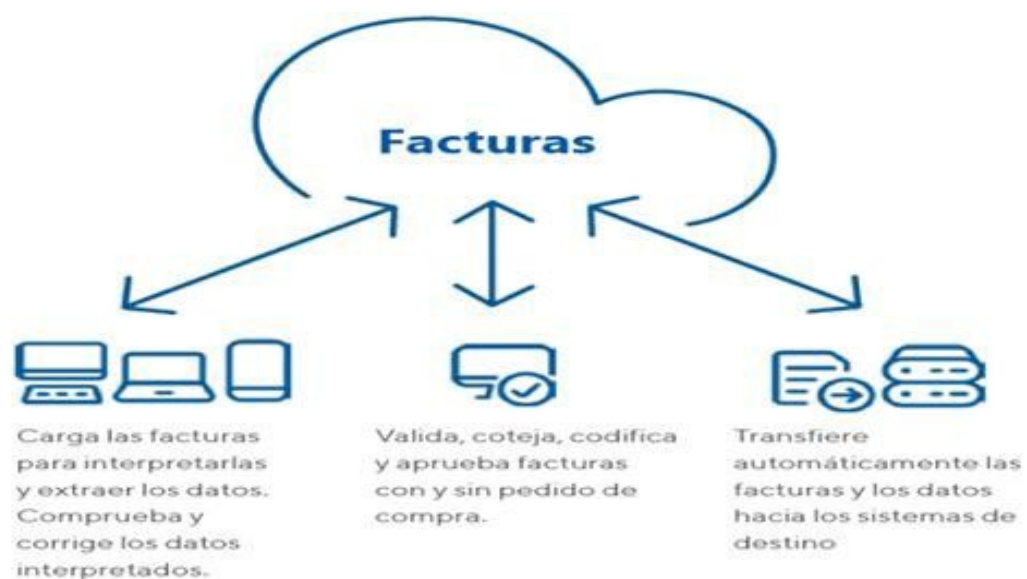 Facturas
Carga las facturas
para interpretarlas
y extraer los datos.
Comprueba y
corrige los datos
interpretados.
Valida, coteja, codifica
y aprueba facturas
con y sin pedido de
compra.
Transfiere
automáticamente las
facturas y los datos
hacia los sistemas de
destino